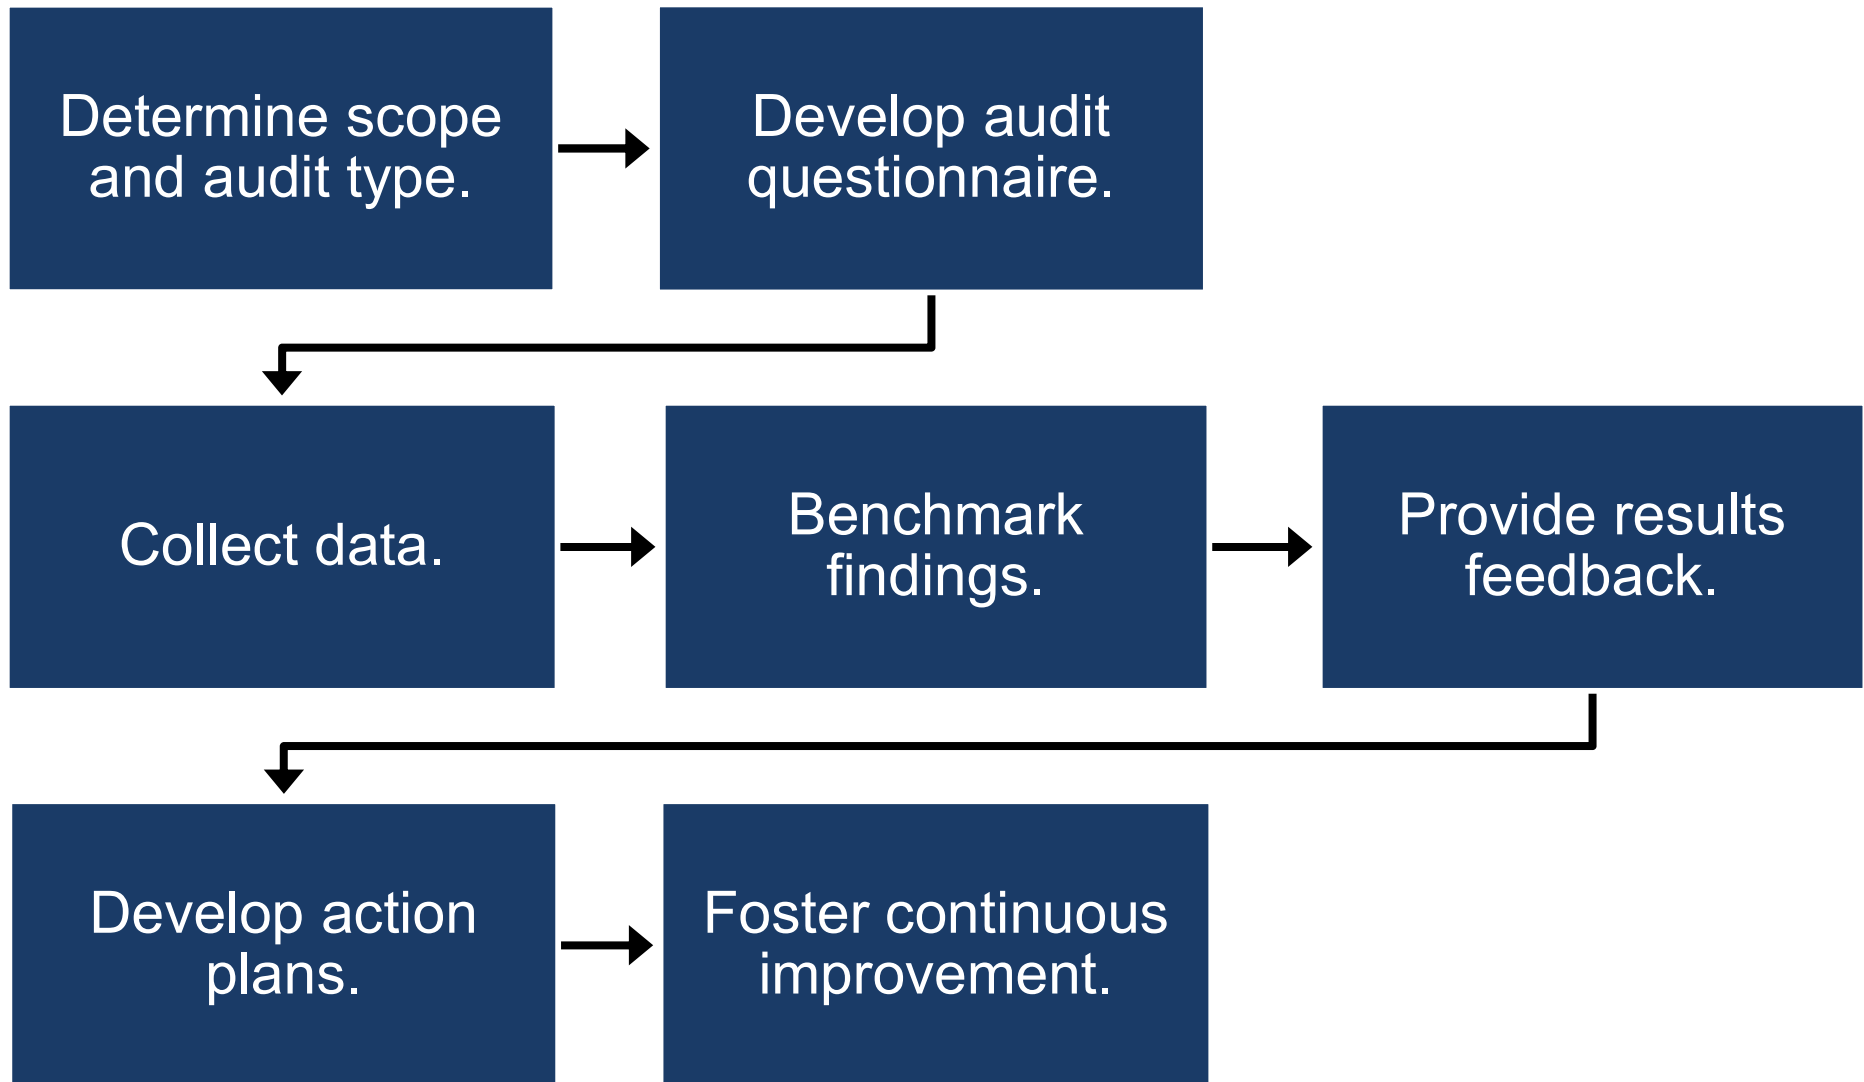 Determine scope
and audit type.
Develop audit
questionnaire.
Collect data.
Benchmark
findings.
Provide results
feedback.
Develop action
plans.
Foster continuous
improvement.